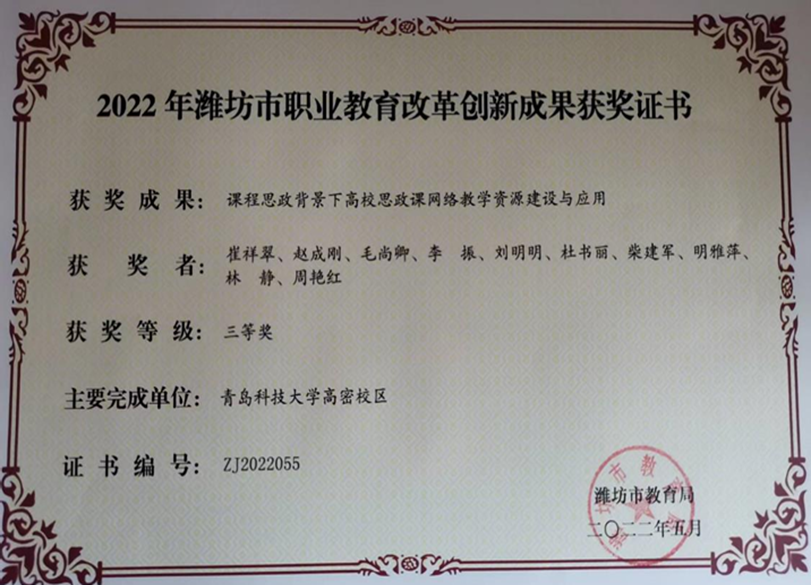 2022 年潍坊市职业教育改革创新成果获奖证书
获奖成果：课程思政背景下高校思政课网络教学资源建设与应用
获奖者：崔祥翠、赵成刚、毛尚卿、李 振、刘明明、杜书丽、柴建军、明雅萍、
林 静、周艳红
获奖等级：三等奖
主要完成单位：青岛科技大学高密校区
证书编号：ZJ2022055
潍坊市教育局
二〇二二年五月